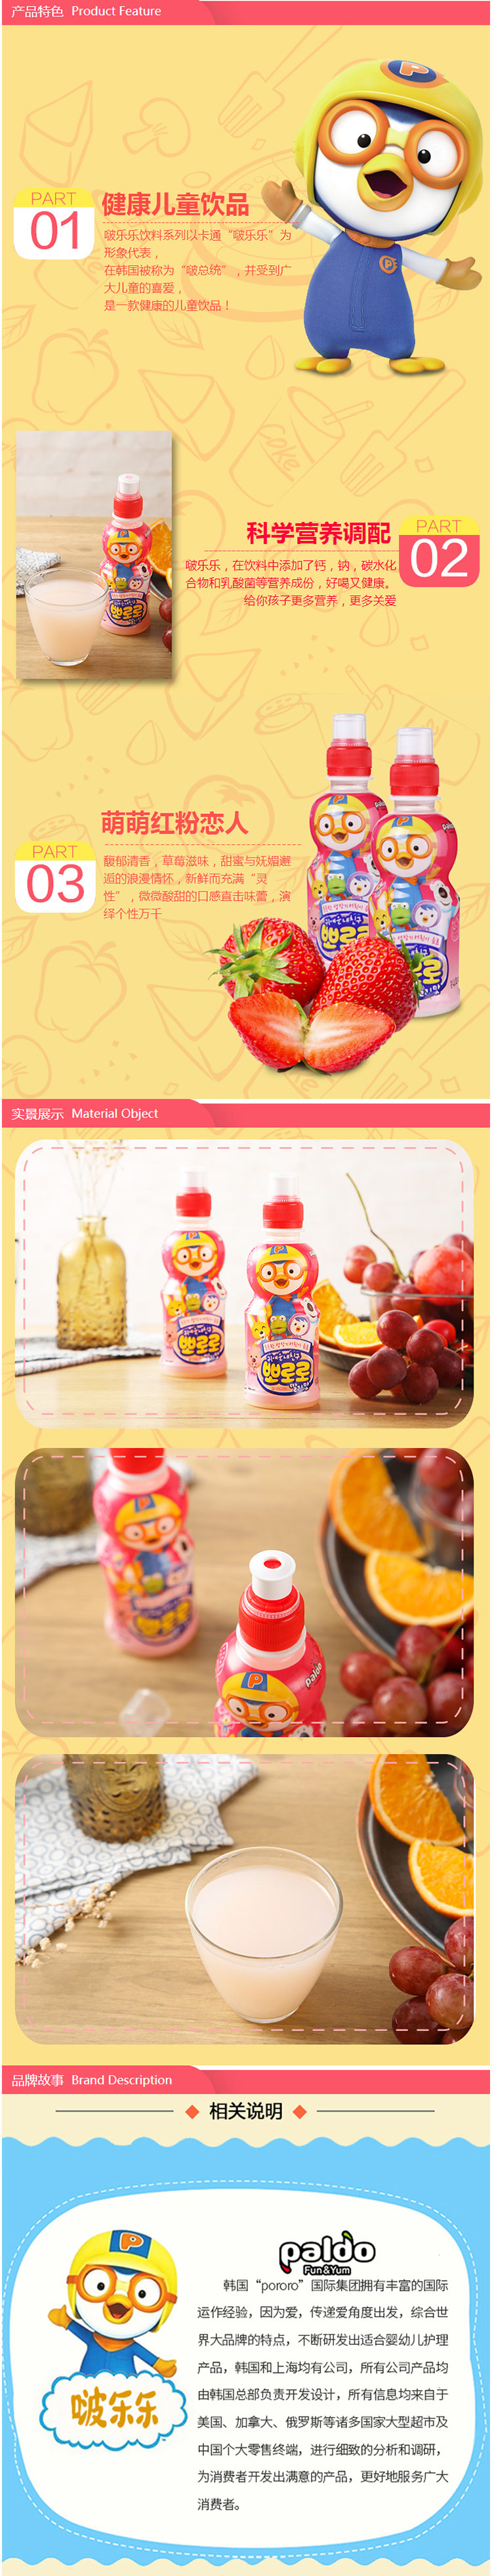 产品特色 Product Feature
PART
01
健康儿童饮品
啵乐乐饮料系列以卡通“啵乐乐”为
形象代表，
在韩国被称为“啵总统”，并受到广
大儿童的喜爱，
是一款健康的儿童饮品！
科学营养调配
PART
02
啵乐乐，在饮料中添加了钙，钠，碳水化
合物和乳酸菌等营养成份，好喝又健康。
给你孩子更多营养，更多关爱
萌萌红粉恋人
PART
03
馥郁清香，草莓滋味，甜蜜与妩媚邂
逅的浪漫情怀，新鲜而充满“灵
性”，微微酸甜的口感直击味蕾，演
绎个性万千
뽀로로
실경展示 Material Object
뽀로로
paldo
品牌故事 Brand Description
相关说明
paldo
Fun&Yum
韩国“pororo”国际集团拥有丰富的国际
运作经验，因为爱，传递爱角度出发，综合世
界大品牌的特点，不断研发出适合婴幼儿护理
产品，韩国和上海均有公司，所有公司产品均
由韩国总部负责开发设计，所有信息均来自于
美国、加拿大、俄罗斯等诸多国家大型超市及
中国个大零售终端，进行细致的分析和调研，
为消费者开发出满意的产品，更好地服务广大
消费者。
啵乐乐